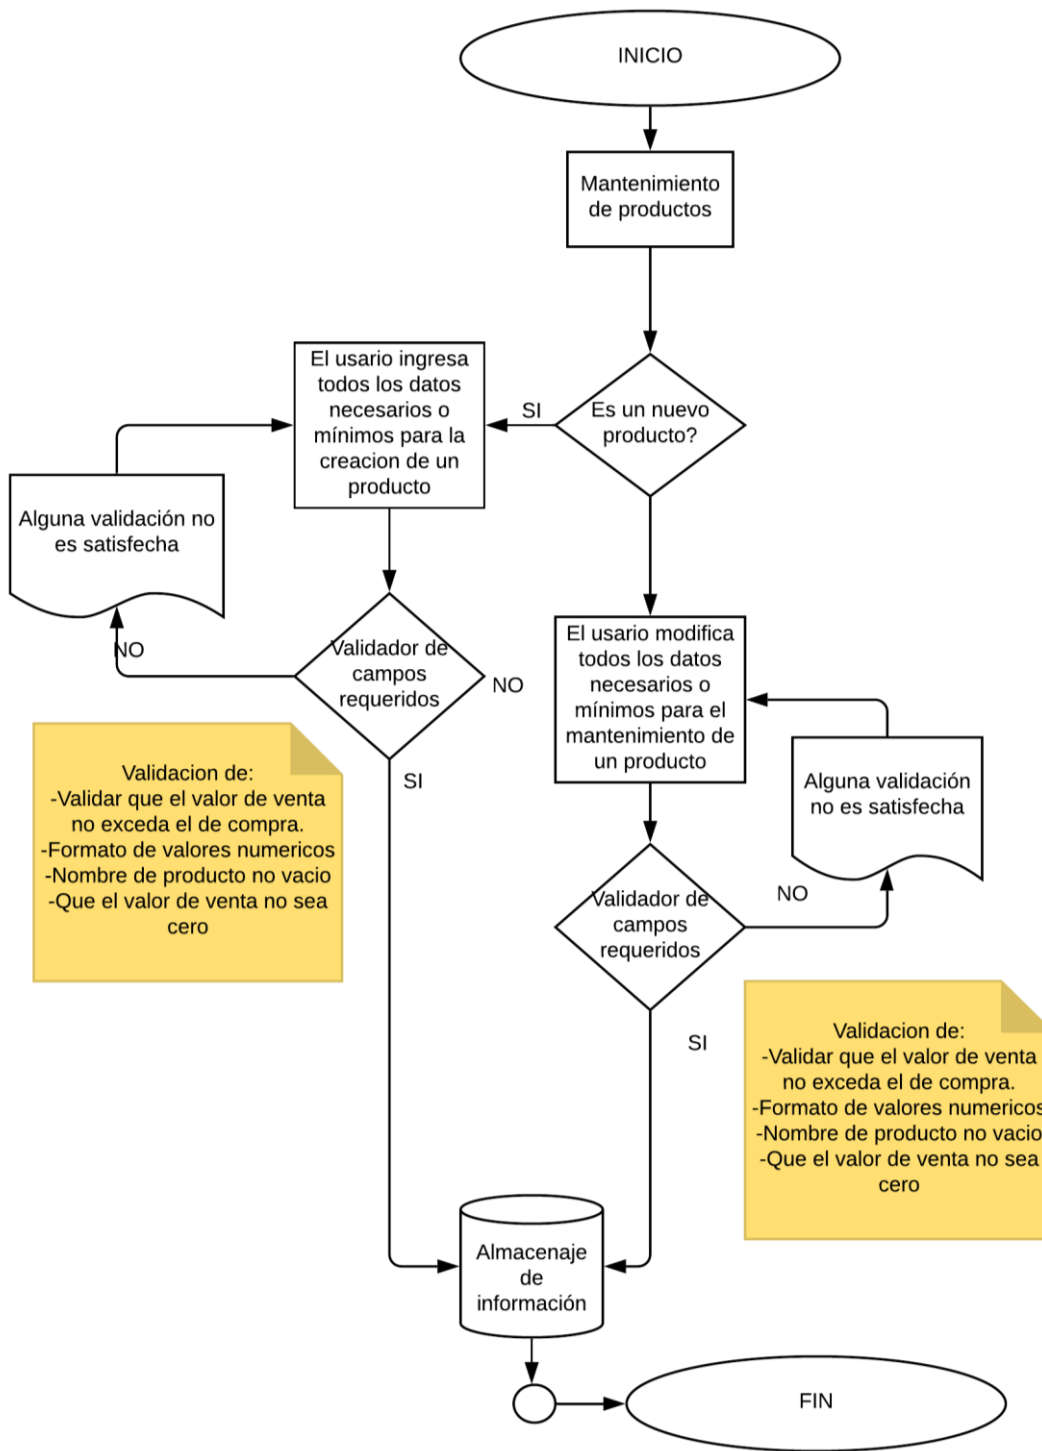 INICIO
Mantenimiento
de productos
El usario ingresa
todos los datos
necesarios o
mínimos para la
creacion de un
producto
SI
Es un nuevo
producto?
Alguna validación no
es satisfecha
NO
Validador de
campos
requeridos
NO
SI
El usario modifica
todos los datos
necesarios o
mínimos para el
mantenimiento de
un producto
Alguna validación
no es satisfecha
Validacion de:
-Validar que el valor de venta
no exceda el de compra.
-Formato de valores numericos
-Nombre de producto no vacio
-Que el valor de venta no sea
cero
Validador de
campos
requeridos
NO
SI
Validacion de:
-Validar que el valor de venta
no exceda el de compra.
-Formato de valores numericos
-Nombre de producto no vacio
-Que el valor de venta no sea
cero
Almacenaje
de
información
FIN